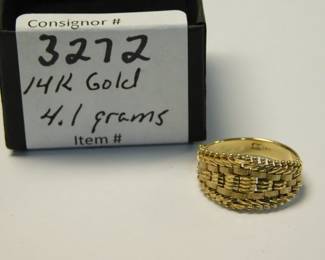 Consignor #
3272
14K Gold
4.1 grams
Item #